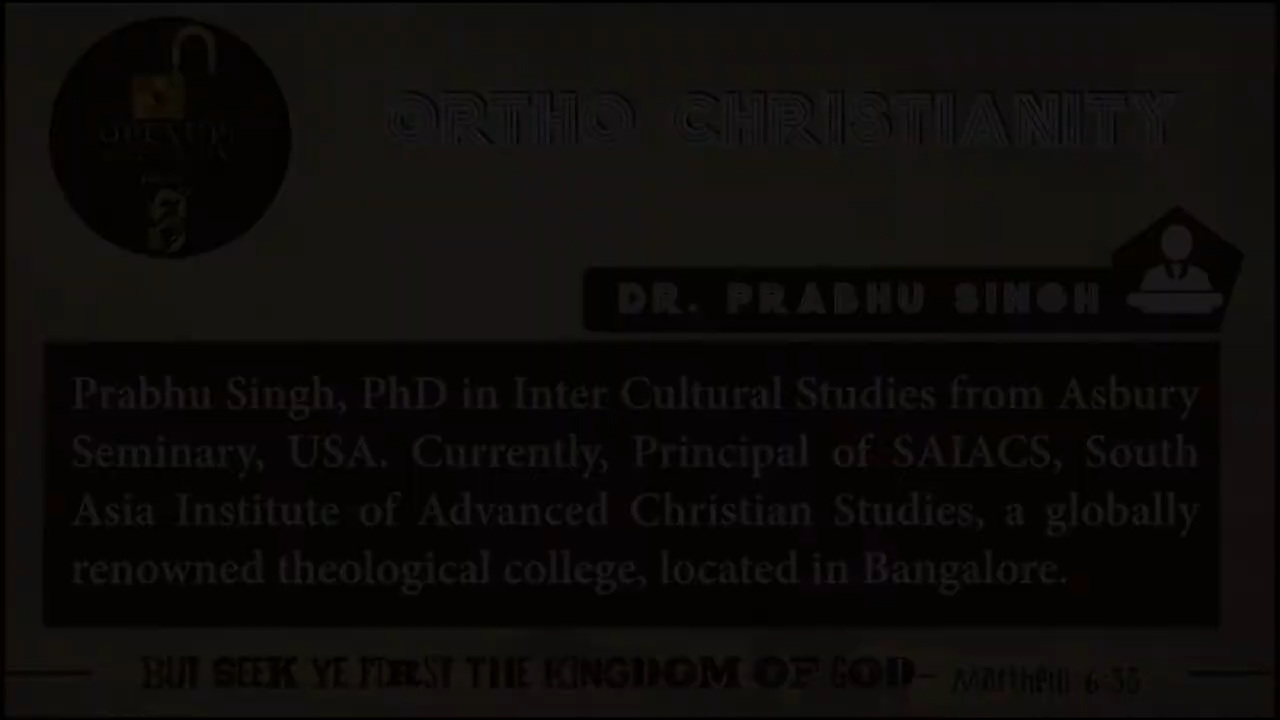 ORTHO CHRISTIANITY
DR. PRABHU SINGH
Prabhu Singh, PhD in Inter Cultural Studies from Asbury
Seminary, USA. Currently, Principal of SAIACS, South
Asia Institute of Advanced Christian Studies, a globally
renowned theological college, located in Bangalore.
BUT SEEK YE FIRST THE KINGDOM OF GOD